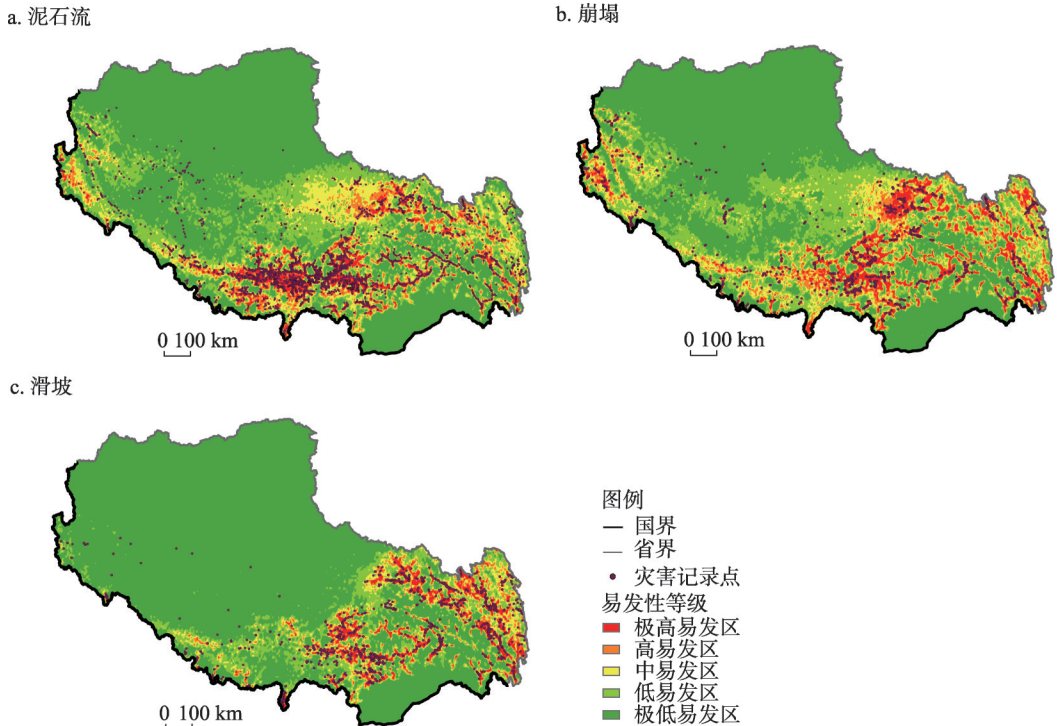 a. 泥石流
b. 崩塌
0 100 km
0 100 km
c. 滑坡
0 100 km
图例
国界
省界
灾害记录点
易发性等级
极高易发区
高易发区
中易发区
低易发区
极低易发区